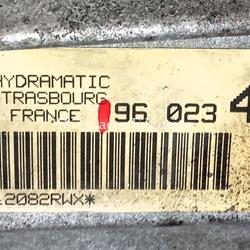 HYDRAMATIC
STRASBOURG
FRANCE 96 023 4
2082RWX*